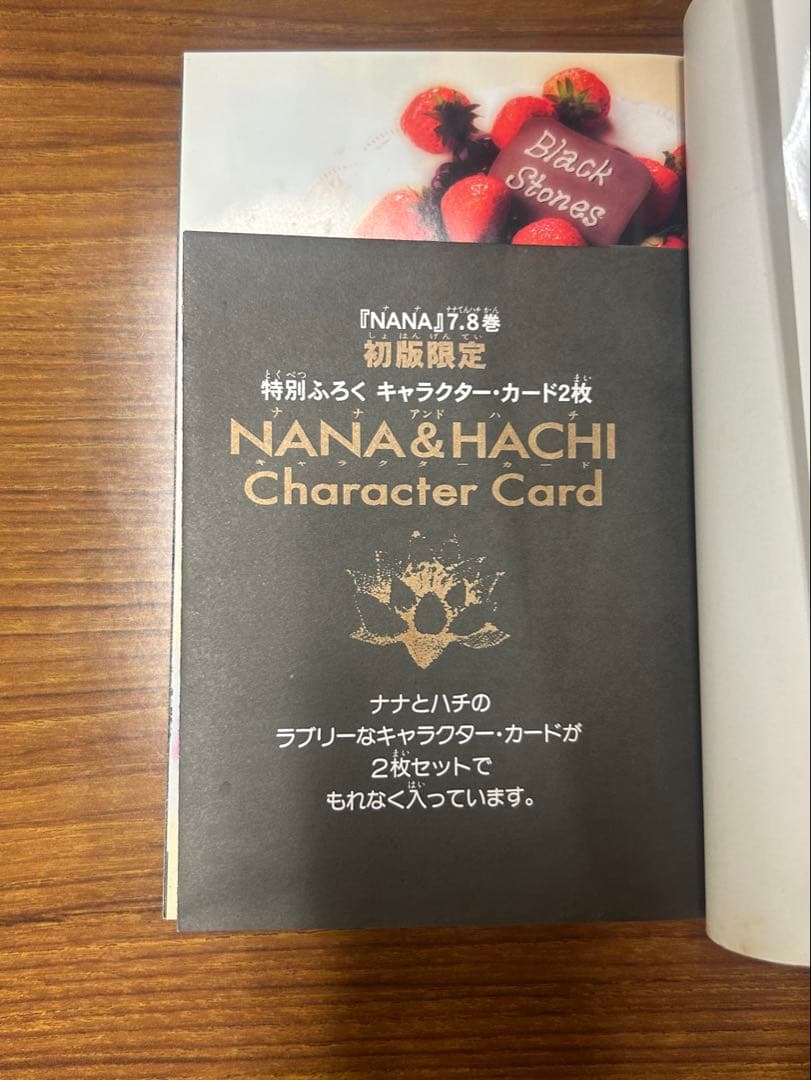 Black
Stones
『NANA』7.8巻
初版限定
特別ふろく キャラクター・カード2枚
NANA&HACHI
Character Card
ナナとハチの
ラブリーなキャラクター・カードが
2枚セットで
もれなく入っています。